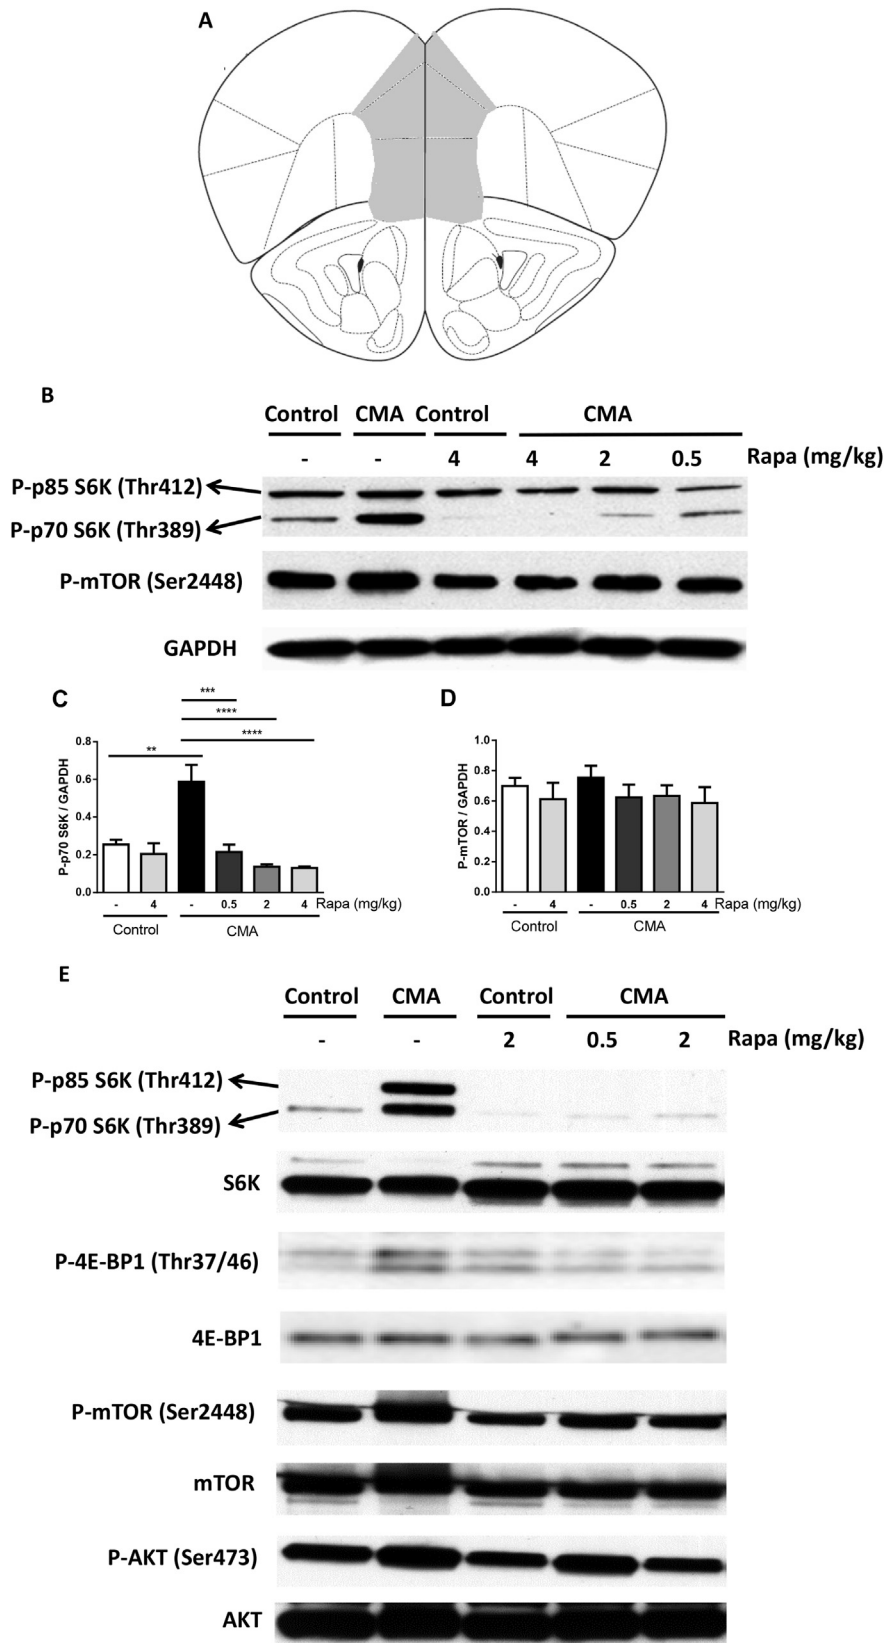 A
B
Control CMA Control CMA
- - 4 4 2 0.5 Rapa (mg/kg)
P-p85 S6K (Thr412)
P-p70 S6K (Thr389)
P-mTOR (Ser2448)
GAPDH
C
***
****
****
**
P-p70 S6K / GAPDH
0.8
0.6
0.4
0.2
0.0
- 4 - 0.5 2 4 Rapa (mg/kg)
Control CMA
D
P-mTOR / GAPDH
1.0
0.8
0.6
0.4
0.2
0.0
- 4 - 0.5 2 4 Rapa (mg/kg)
Control CMA
E
Control CMA Control CMA
- - 2 0.5 2 Rapa (mg/kg)
P-p85 S6K (Thr412)
P-p70 S6K (Thr389)
S6K
P-4E-BP1 (Thr37/46)
4E-BP1
P-mTOR (Ser2448)
mTOR
P-AKT (Ser473)
AKT